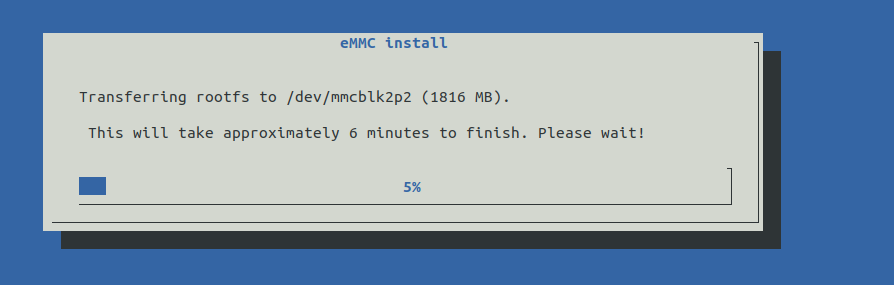 eMMC install
Transferring rootfs to /dev/mmcblk2p2 (1816 MB).
This will take approximately 6 minutes to finish. Please wait!
5%